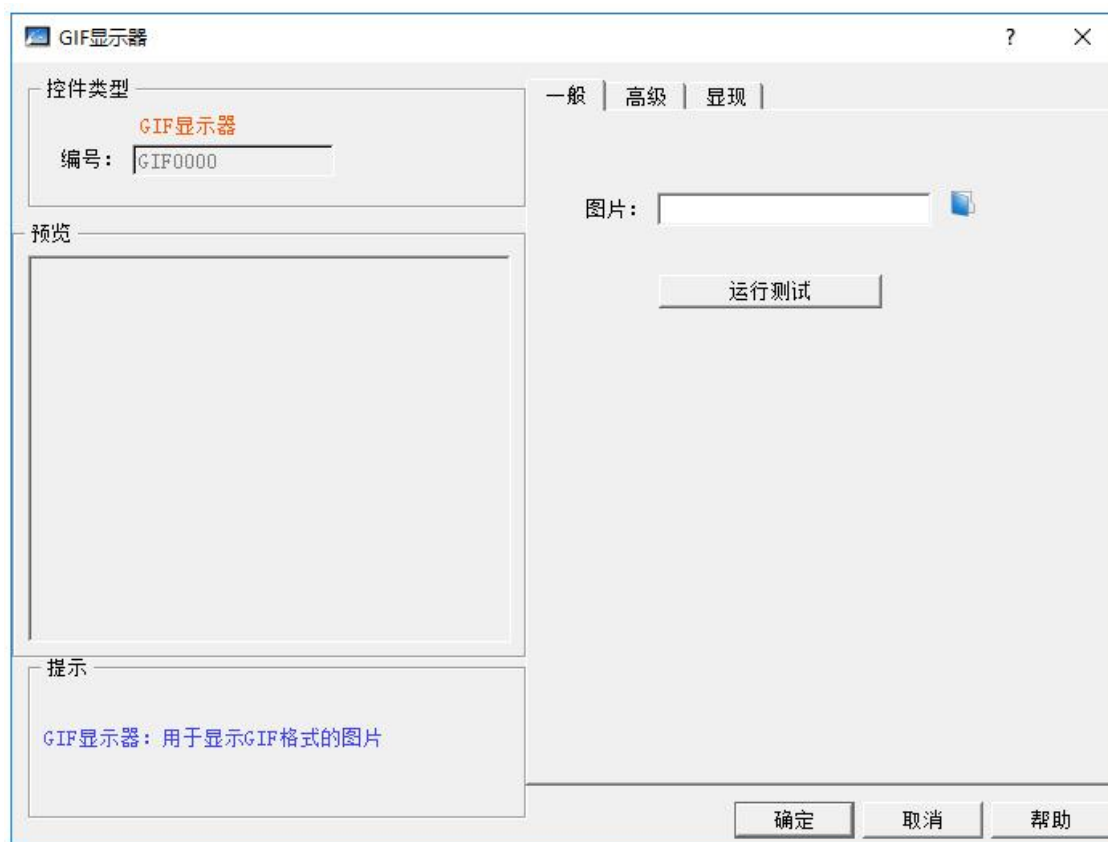 GIF显示器
?
控件类型
GIF显示器
编号: GIF0000
预览
提示
GIF显示器: 用于显示GIF格式的图片
一般 高级 显现
图片:
运行测试
确定 取消 帮助